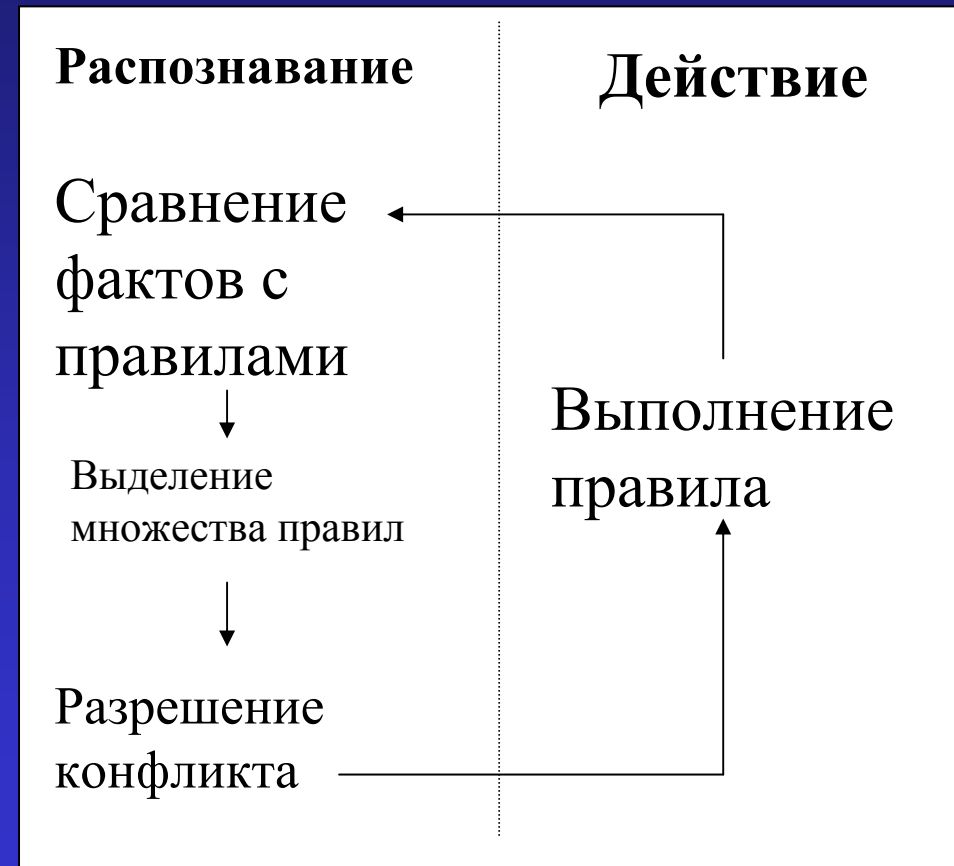 Распознавание
Сравнение
фактов с
правилами
Выделение
множества правил
Разрешение
конфликта
Действие
Выполнение
правила